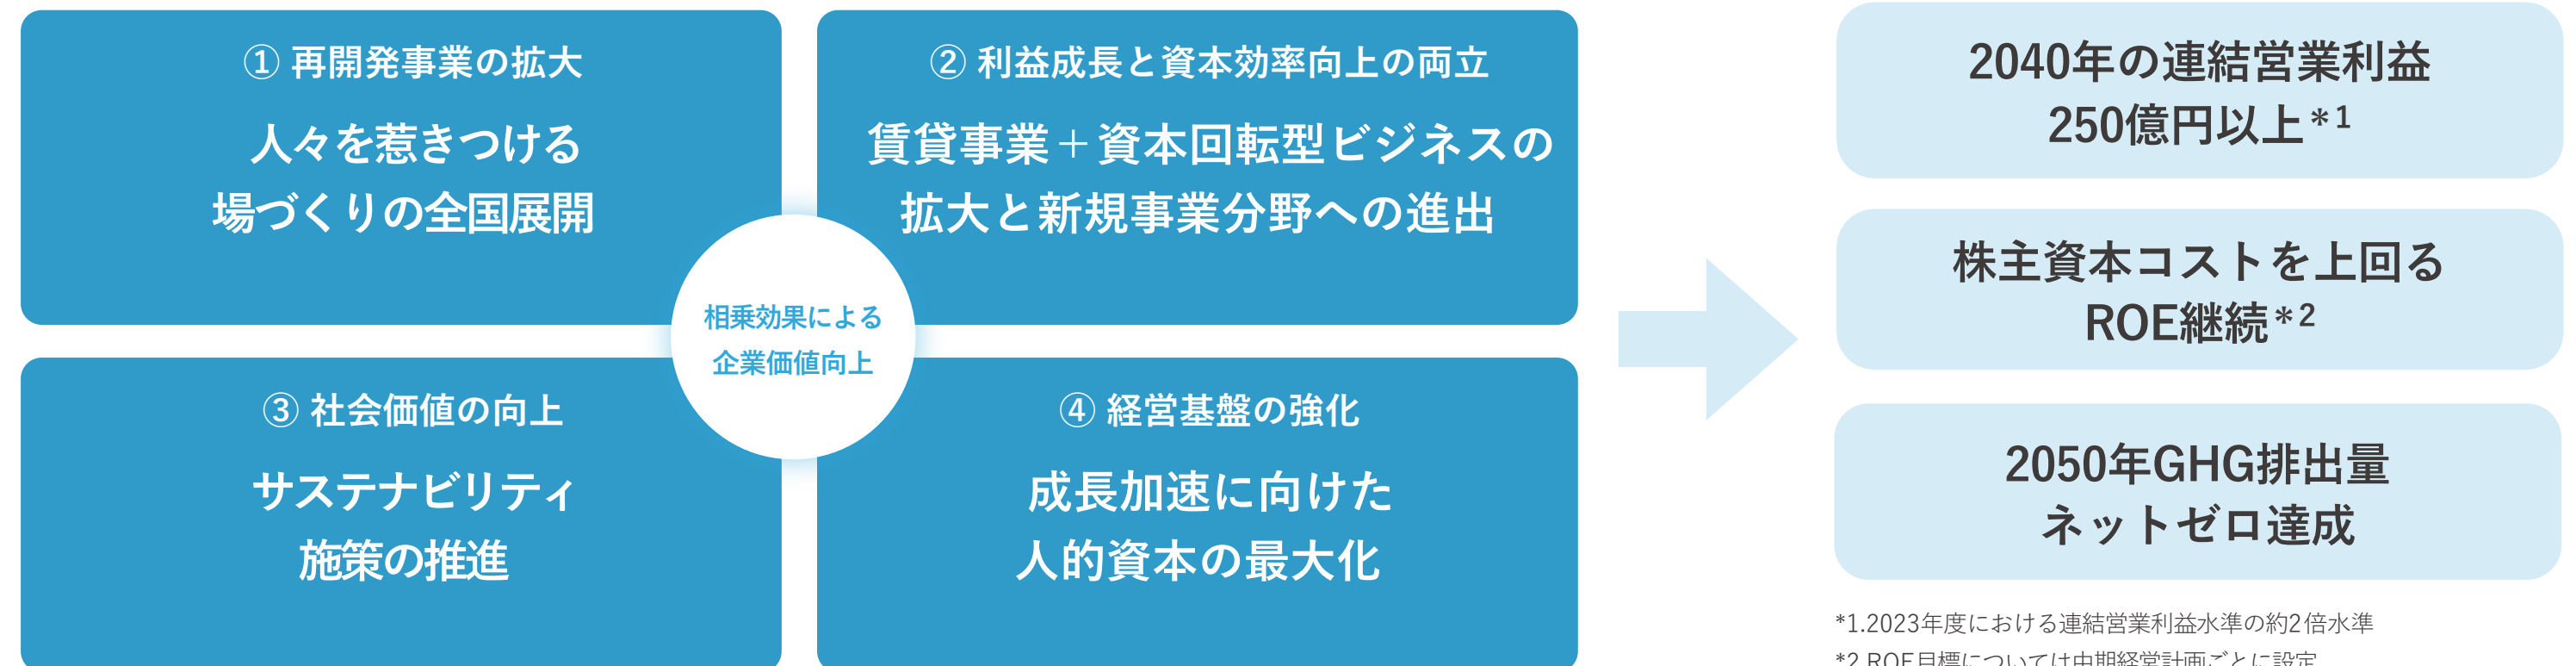 ① 再開発事業の拡大
人々を惹きつける
場づくりの全国展開
② 利益成長と資本効率向上の両立
賃貸事業＋資本回転型ビジネスの
拡大と新規事業分野への進出
相乗効果による
企業価値向上
③ 社会価値の向上
サステナビリティ
施策の推進
④ 経営基盤の強化
成長加速に向けた
人的資本の最大化
2040年の連結営業利益
250億円以上*1
株主資本コストを上回る
ROE継続*2
2050年GHG排出量
ネットゼロ達成
*1.2023年度における連結営業利益水準の約2倍水準
*2.ROE目標については中期経営計画ごとに設定